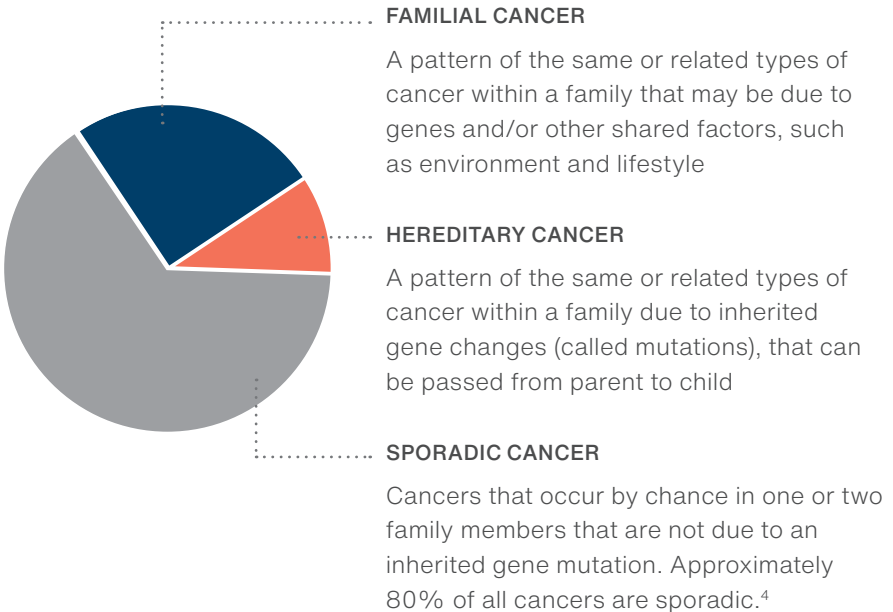 FAMILIAL CANCER
A pattern of the same or related types of
cancer within a family that may be due to
genes and/or other shared factors, such
as environment and lifestyle
HEREDITARY CANCER
A pattern of the same or related types of
cancer within a family due to inherited
gene changes (called mutations), that can
be passed from parent to child
SPORADIC CANCER
Cancers that occur by chance in one or two
family members that are not due to an
inherited gene mutation. Approximately
80% of all cancers are sporadic.⁴